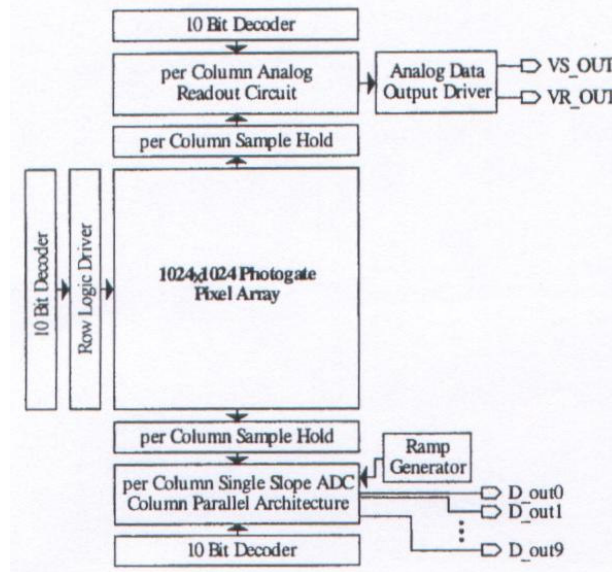 10 Bit Decoder
per Column Analog
Readout Circuit
Analog Data
Output Driver
VS_OUT
VR_OUT
per Column Sample Hold
10 Bit Decoder
Row Logic Driver
1024x1024 Photogate
Pixel Array
per Column Sample Hold
Ramp
Generator
per Column Single Slope ADC
Column Parallel Architecture
D_out0
D_out1
D_out9
10 Bit Decoder